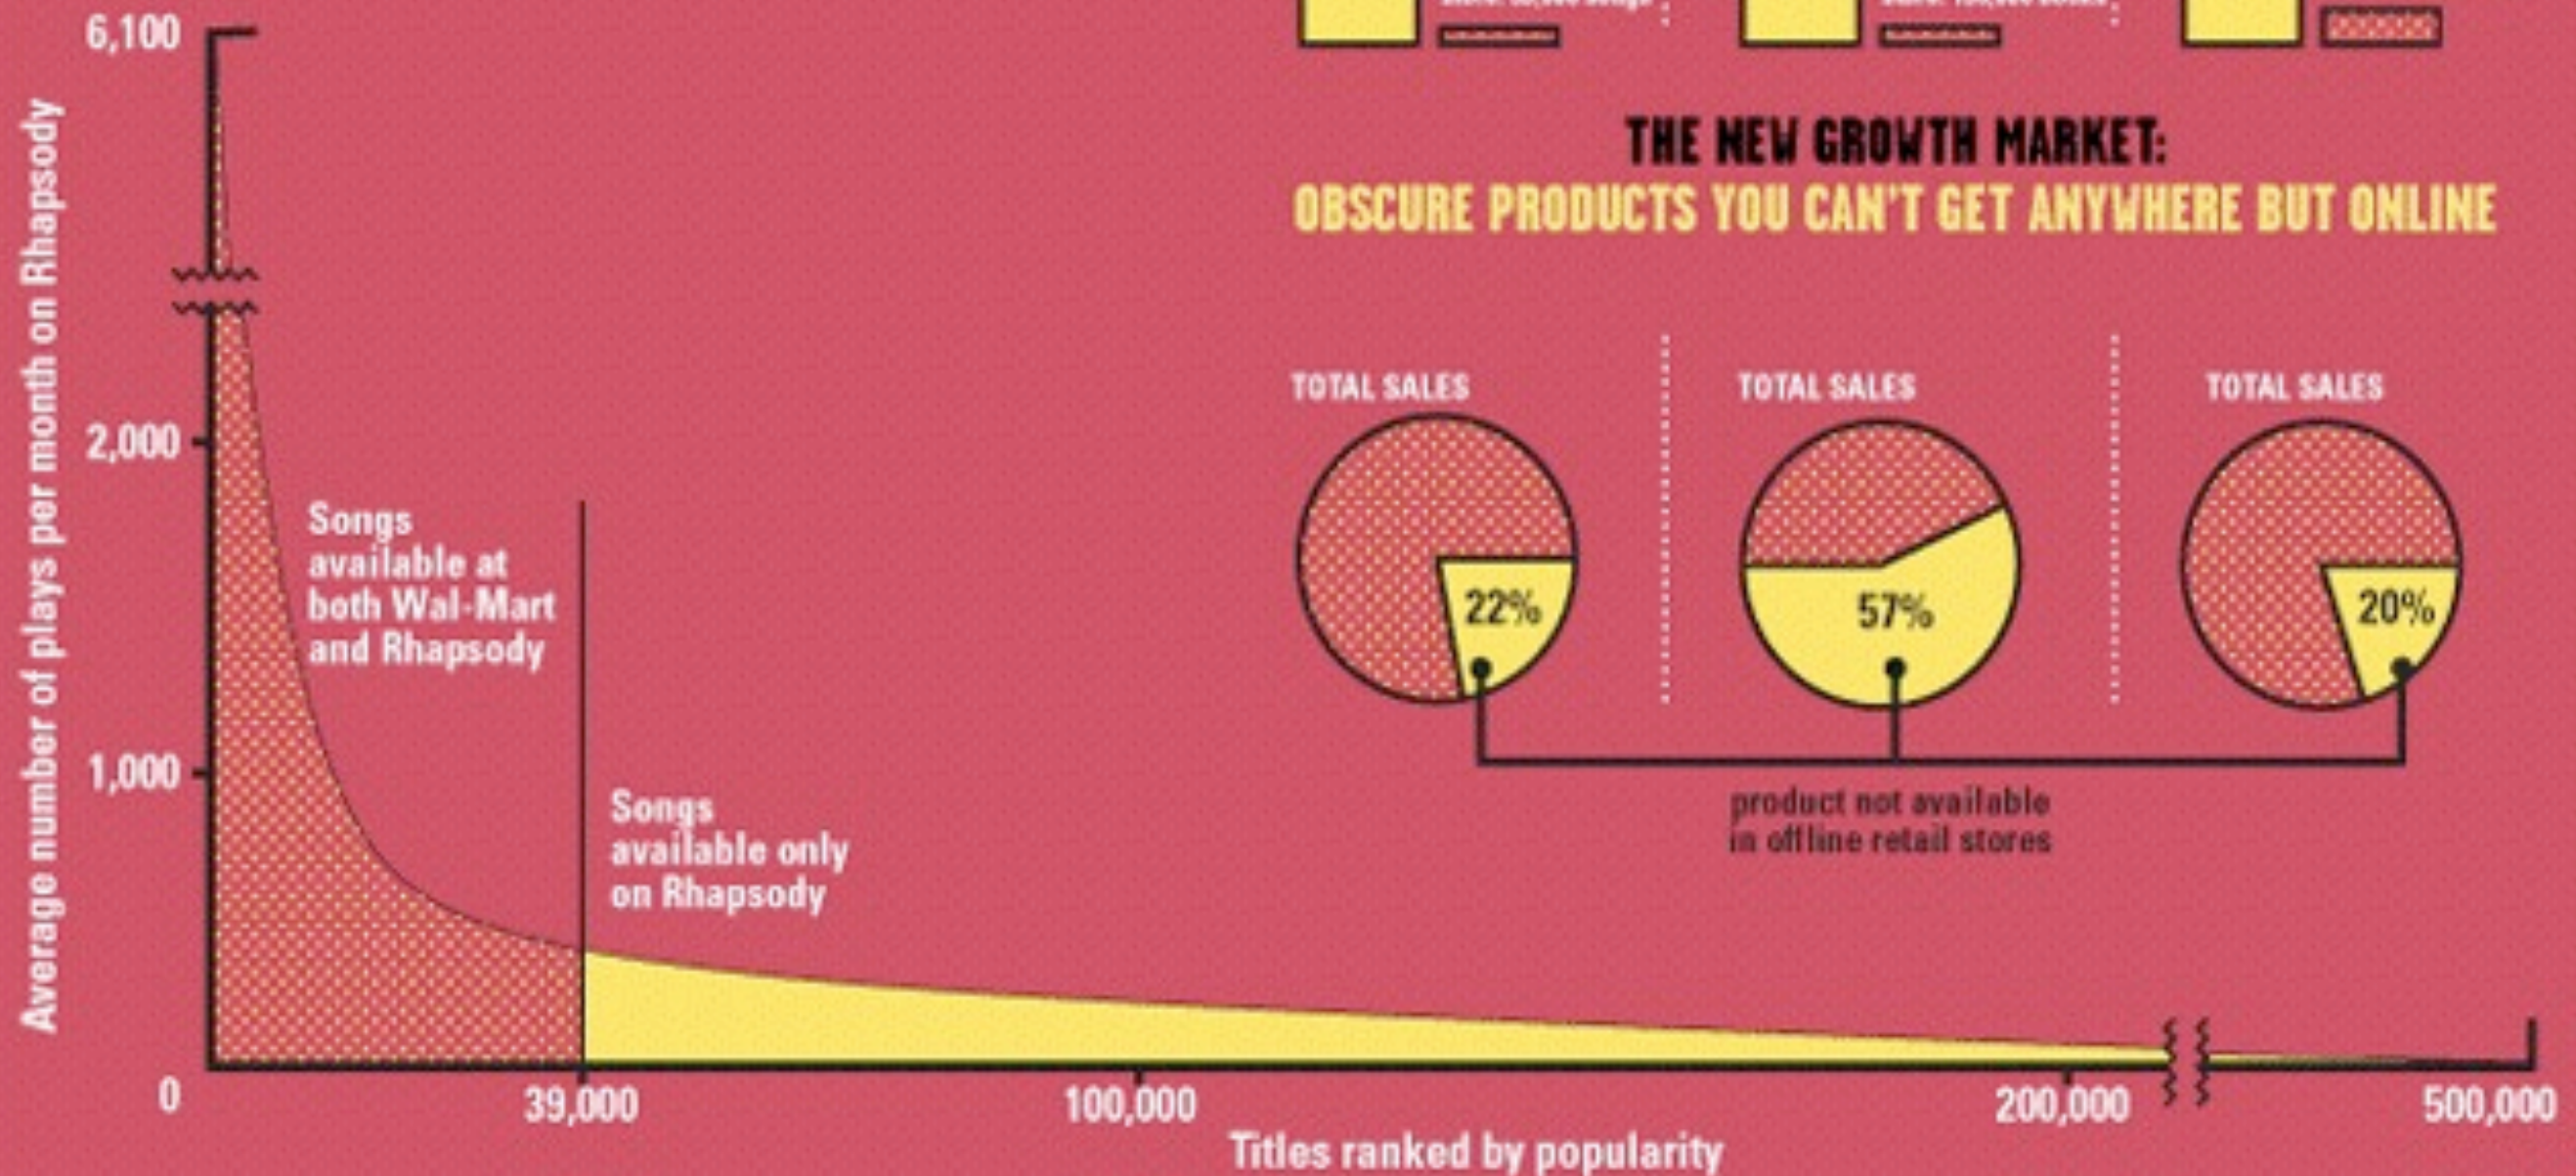 6,100
THE NEW GROWTH MARKET:
OBSCURE PRODUCTS YOU CAN'T GET ANYWHERE BUT ONLINE
Average number of plays per month on Rhapsody
TOTAL SALES
TOTAL SALES
TOTAL SALES
2,000
Songs
available at
both Wal-Mart
and Rhapsody
22%
57%
20%
1,000
Songs
available only
on Rhapsody
product not available
in offline retail stores
0
39,000
100,000
200,000
500,000
Titles ranked by popularity